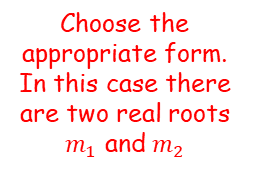 Choose the
appropriate form.
In this case there
are two real roots
m₁ and m₂